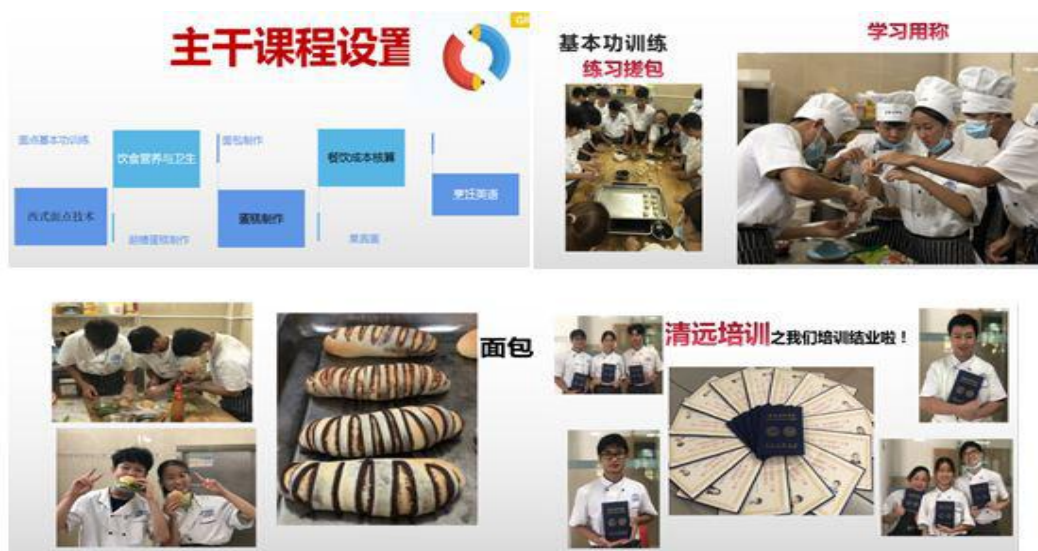 主干课程设置
面点基本功训练
饮食营养与卫生
面包制作
餐饮成本核算
西式面点技术
蛋糕制作
烹饪英语
基本功训练
练习搓包
学习用称
面包
清远培训之我们培训结业啦！